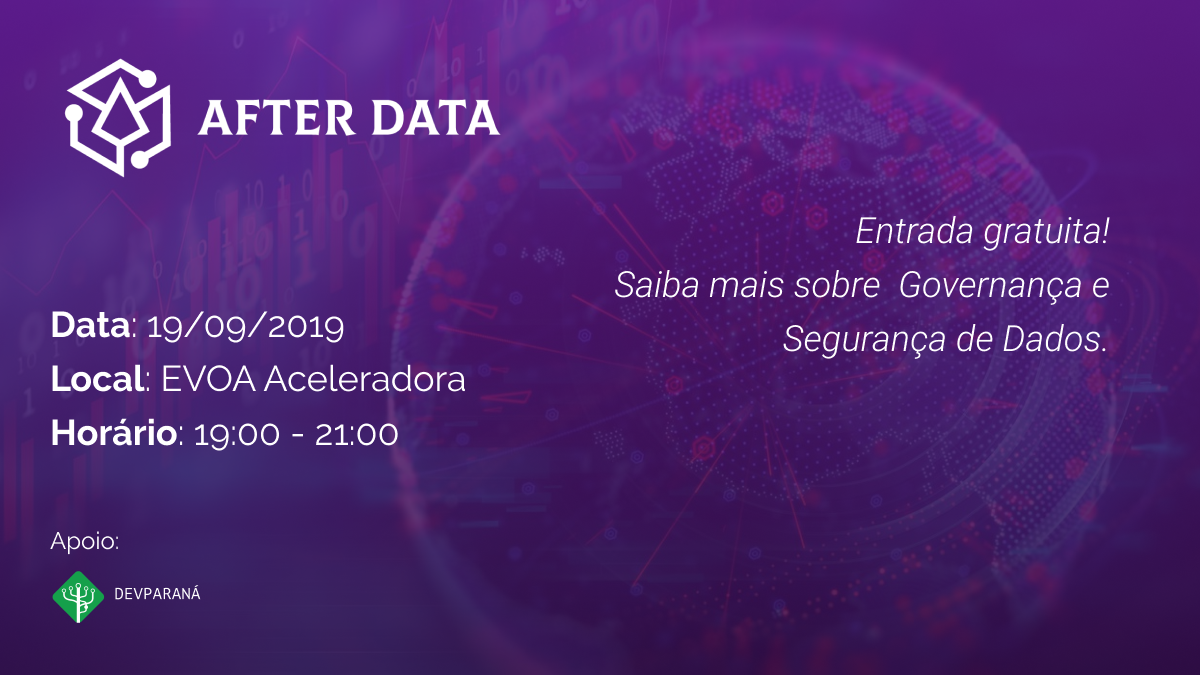 AFTER DATA
Entrada gratuita!
Saiba mais sobre Governança e
Segurança de Dados.
Data: 19/09/2019
Local: EVOA Aceleradora
Horário: 19:00 - 21:00
Apoio:
DEVPARANÁ